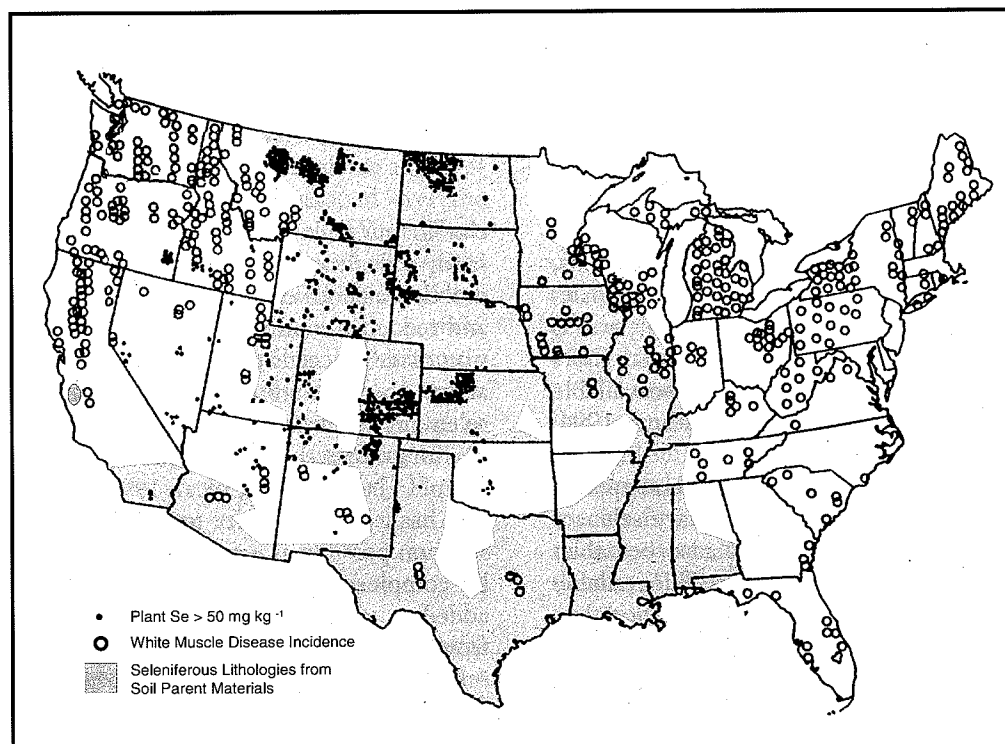 Plant Se > 50 mg kg -1
White Muscle Disease Incidence
Seleniferous Lithologies from
Soil Parent Materials